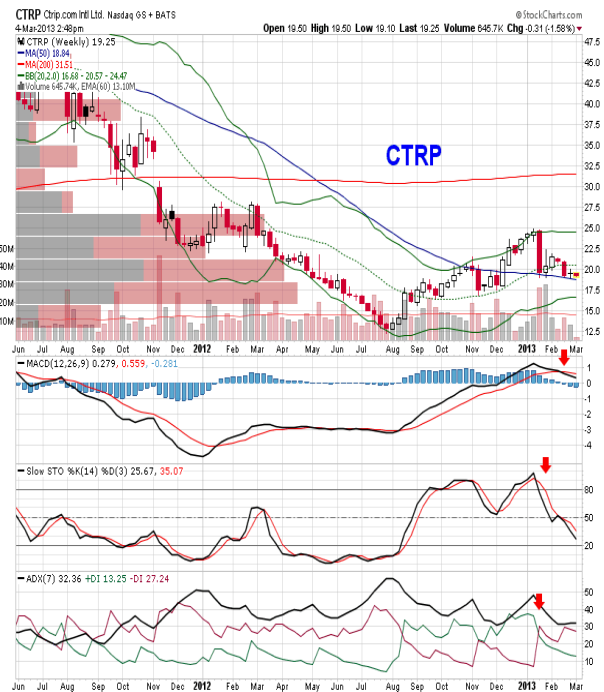 CTRP Ctrip.com Intl Ltd. Nasdaq GS + BATS
© StockCharts.com
4-Mar-2013 2:48pm
Open 19.50 High 19.50 Low 19.10 Last 19.25 Volume 645.7K Chg -0.31 (-1.58%)
CTRP (Weekly) 19.25
MA(50) 18.84
MA(200) 31.51
BB(20,2.0) 16.68 - 20.57 - 24.47
Volume 645.74K, EMA(60) 13.10M
CTRP
47.5
45.0
42.5
40.0
37.5
35.0
32.5
30.0
27.5
25.0
22.5
20.0
17.5
15.0
12.5
50M
40M
30M
20M
10M
Jun Jul Aug Sep Oct Nov Dec 2012 Feb Mar Apr May Jun Jul Aug Sep Oct Nov Dec 2013 Feb Mar
MACD(12,26,9) 0.279, 0.559, -0.281
1
0
-1
-2
-3
-4
Slow STO %K(14) %D(3) 25.67, 35.07
80
50
20
ADX(7) 32.36 +DI 13.25 -DI 27.24
50
40
30
20
10
Jun Jul Aug Sep Oct Nov Dec 2012 Feb Mar Apr May Jun Jul Aug Sep Oct Nov Dec 2013 Feb Mar